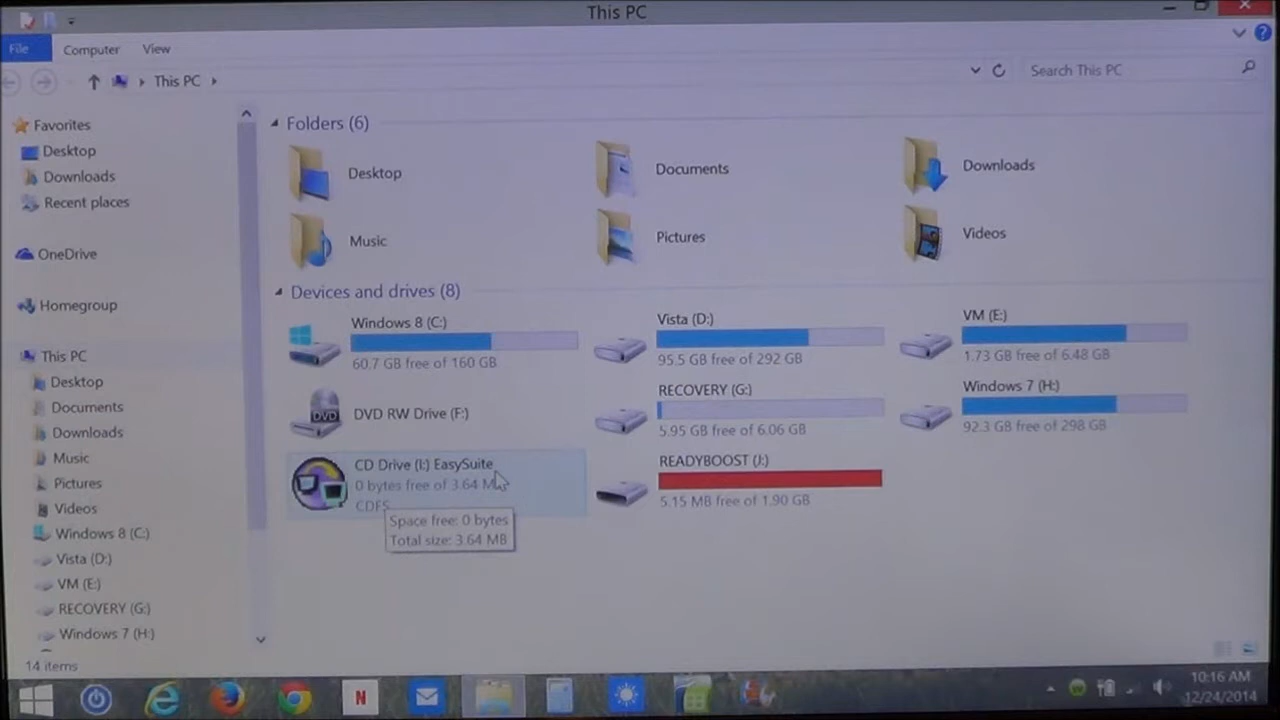 This PC
File
Computer
View
This PC
Search This PC
Favorites
Desktop
Downloads
Recent places
OneDrive
Homegroup
This PC
Desktop
Documents
Downloads
Music
Pictures
Videos
Windows 8 (C:)
Vista (D:)
VM (E:)
RECOVERY (G:)
Windows 7 (H:)
14 items
Folders (6)
Desktop
Documents
Downloads
Music
Pictures
Videos
Devices and drives (8)
Windows 8 (C:)
60.7 GB free of 160 GB
Vista (D:)
95.5 GB free of 292 GB
VM (E:)
1.73 GB free of 6.48 GB
DVD
DVD RW Drive (F:)
RECOVERY (G:)
5.95 GB free of 6.06 GB
Windows 7 (H:)
92.3 GB free of 298 GB
CD Drive (I:) EasySuite
0 bytes free of 3.64 M
CDFS
READYBOOST (J:)
5.15 MB free of 1.90 GB
Space free: 0 bytes
Total size: 3.64 MB
N
10:16 AM
12/24/2014